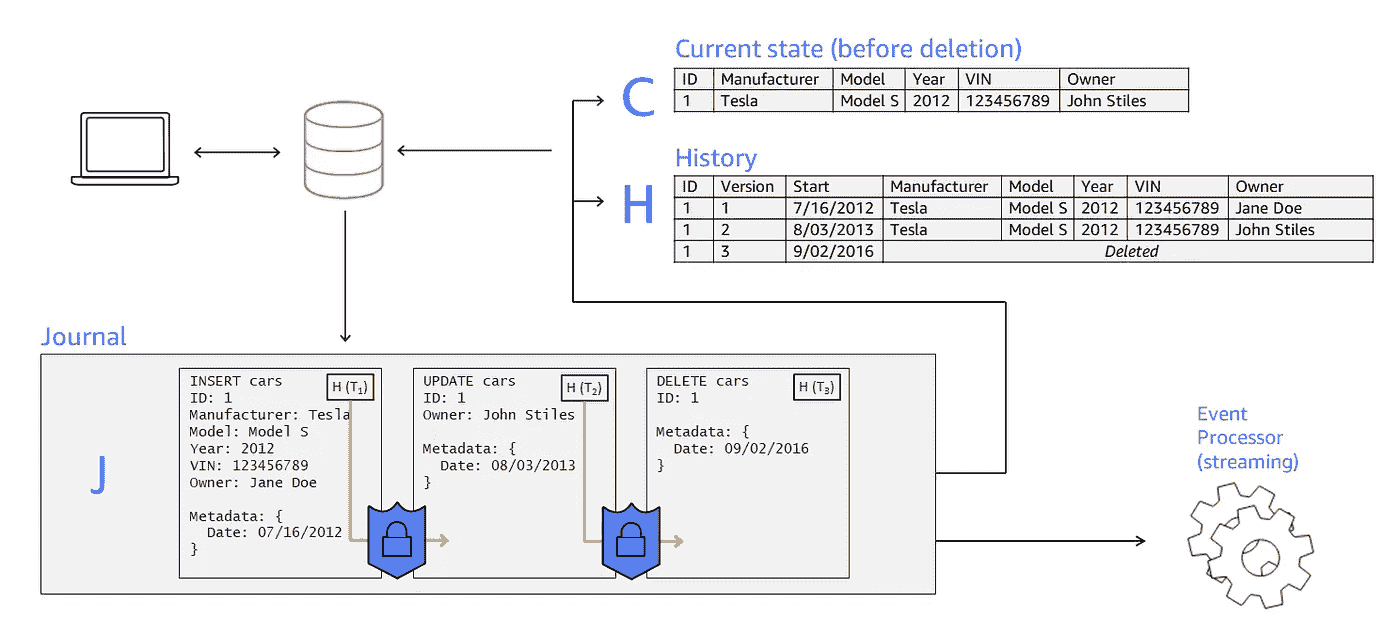 Current state (before deletion)
C
ID Manufacturer Model Year VIN Owner
1 Tesla Model S 2012 123456789 John Stiles
History
H
ID Version Start Manufacturer Model Year VIN Owner
1 1 7/16/2012 Tesla Model S 2012 123456789 Jane Doe
1 2 8/03/2013 Tesla Model S 2012 123456789 John Stiles
1 3 9/02/2016 Deleted
Journal
J
INSERT cars
H (T₁)
ID: 1
Manufacturer: Tesla
Model: Model S
Year: 2012
VIN: 123456789
Owner: Jane Doe
Metadata: {
Date: 07/16/2012
}
UPDATE cars
H (T₂)
ID: 1
Owner: John Stiles
Metadata: {
Date: 08/03/2013
}
DELETE cars
H (T₃)
ID: 1
Metadata: {
Date: 09/02/2016
}
Event
Processor
(streaming)